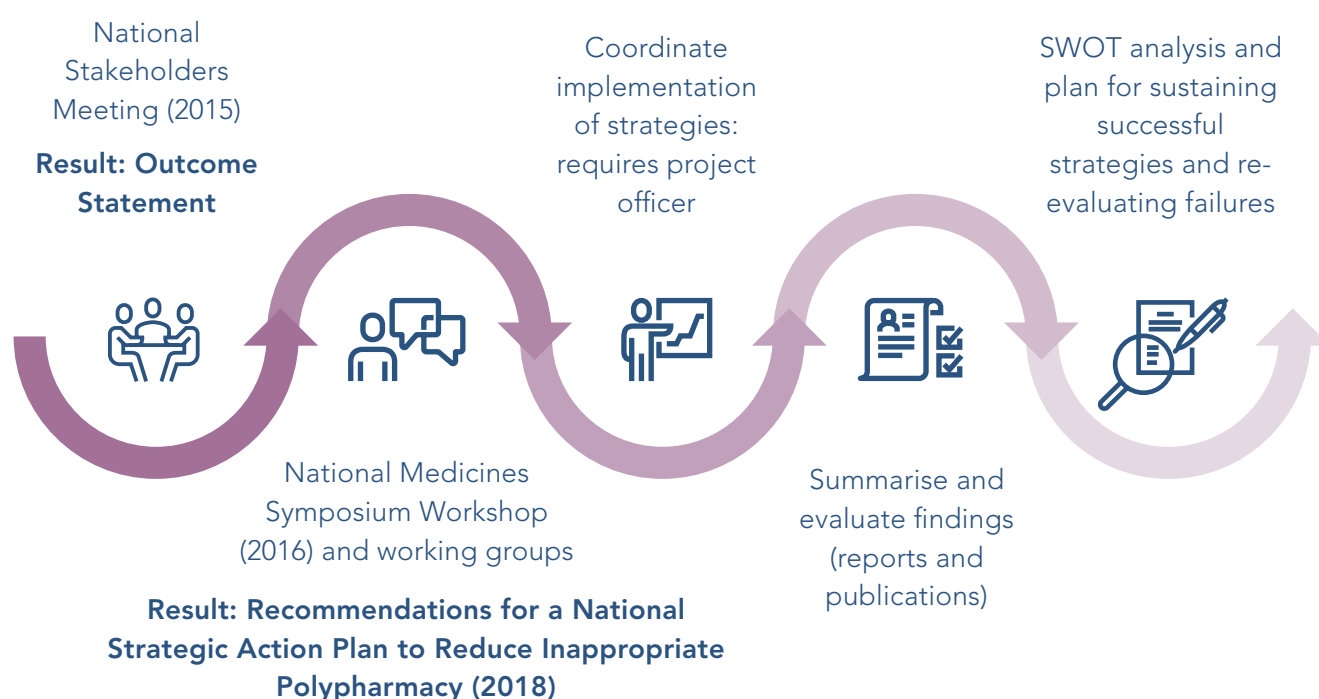 National
Stakeholders
Meeting (2015)
Result: Outcome
Statement
National Medicines
Symposium Workshop
(2016) and working groups
Result: Recommendations for a National
Strategic Action Plan to Reduce Inappropriate
Polypharmacy (2018)
Coordinate
implementation
of strategies:
requires project
officer
Summarise and
evaluate findings
(reports and
publications)
SWOT analysis and
plan for sustaining
successful
strategies and re-
evaluating failures